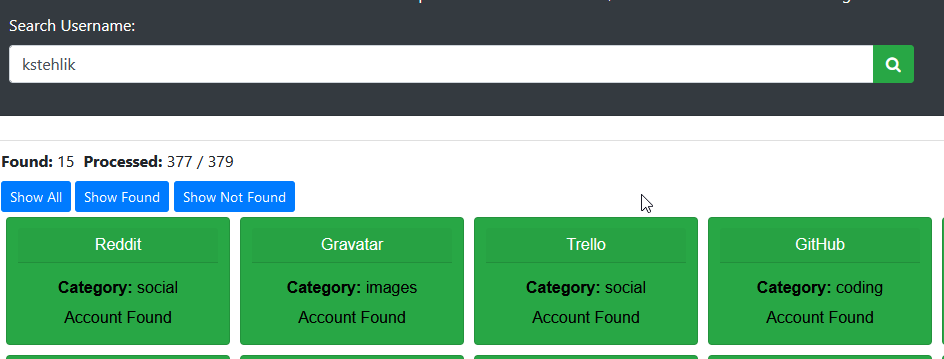 Search Username:
kstehlik
Found: 15 Processed: 377 / 379
Show All Show Found Show Not Found
Reddit Gravatar Trello GitHub
Category: social Category: images Category: social Category: coding
Account Found Account Found Account Found Account Found